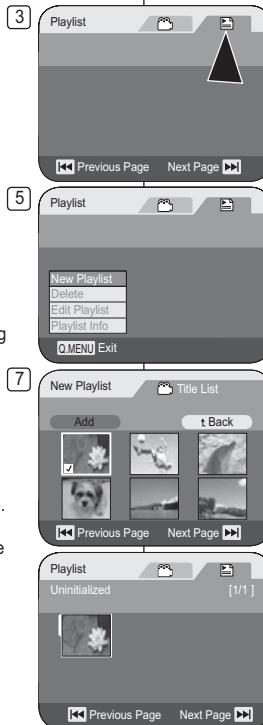 3
Playlist
Previous Page Next Page
5
Playlist
New Playlist
Delete
Edit Playlist
Playlist Info
Q.MENU Exit
g
7
New Playlist Title List
Add t Back
.
Previous Page Next Page
e
Playlist
Uninitialized [1/1 ]
Previous Page Next Page